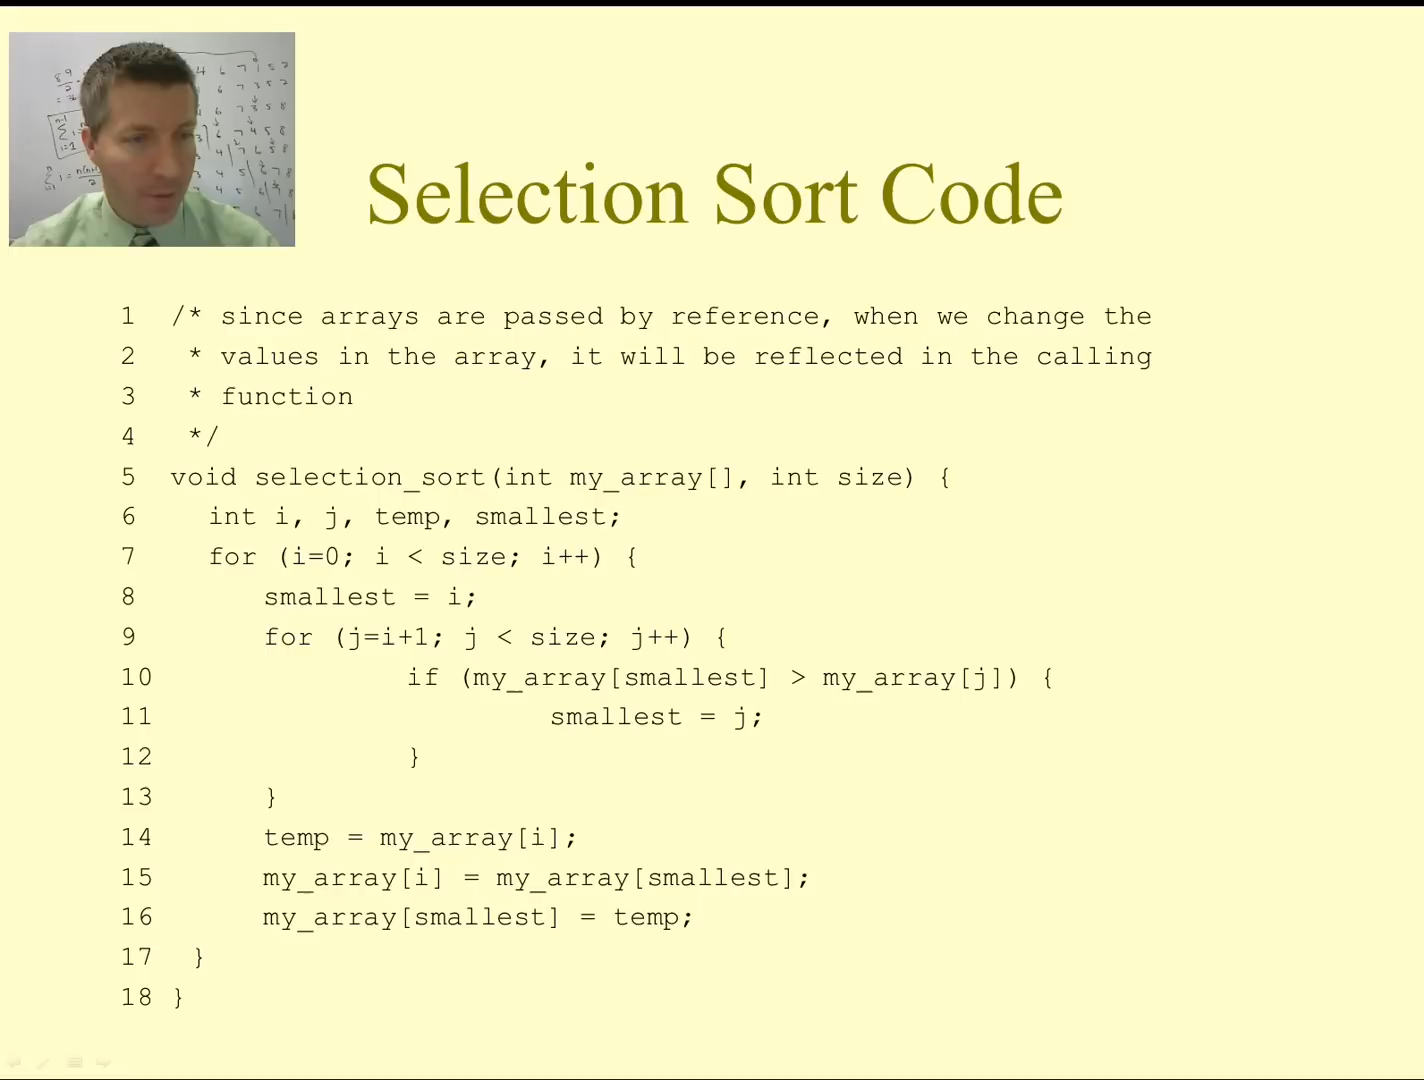 Selection Sort Code
1 /* since arrays are passed by reference, when we change the
2 * values in the array, it will be reflected in the calling
3 * function
4 */
5 void selection_sort(int my_array[], int size) {
6 int i, j, temp, smallest;
7 for (i=0; i < size; i++) {
8 smallest = i;
9 for (j=i+1; j < size; j++) {
10 if (my_array[smallest] > my_array[j]) {
11 smallest = j;
12 }
13 }
14 temp = my_array[i];
15 my_array[i] = my_array[smallest];
16 my_array[smallest] = temp;
17 }
18 }